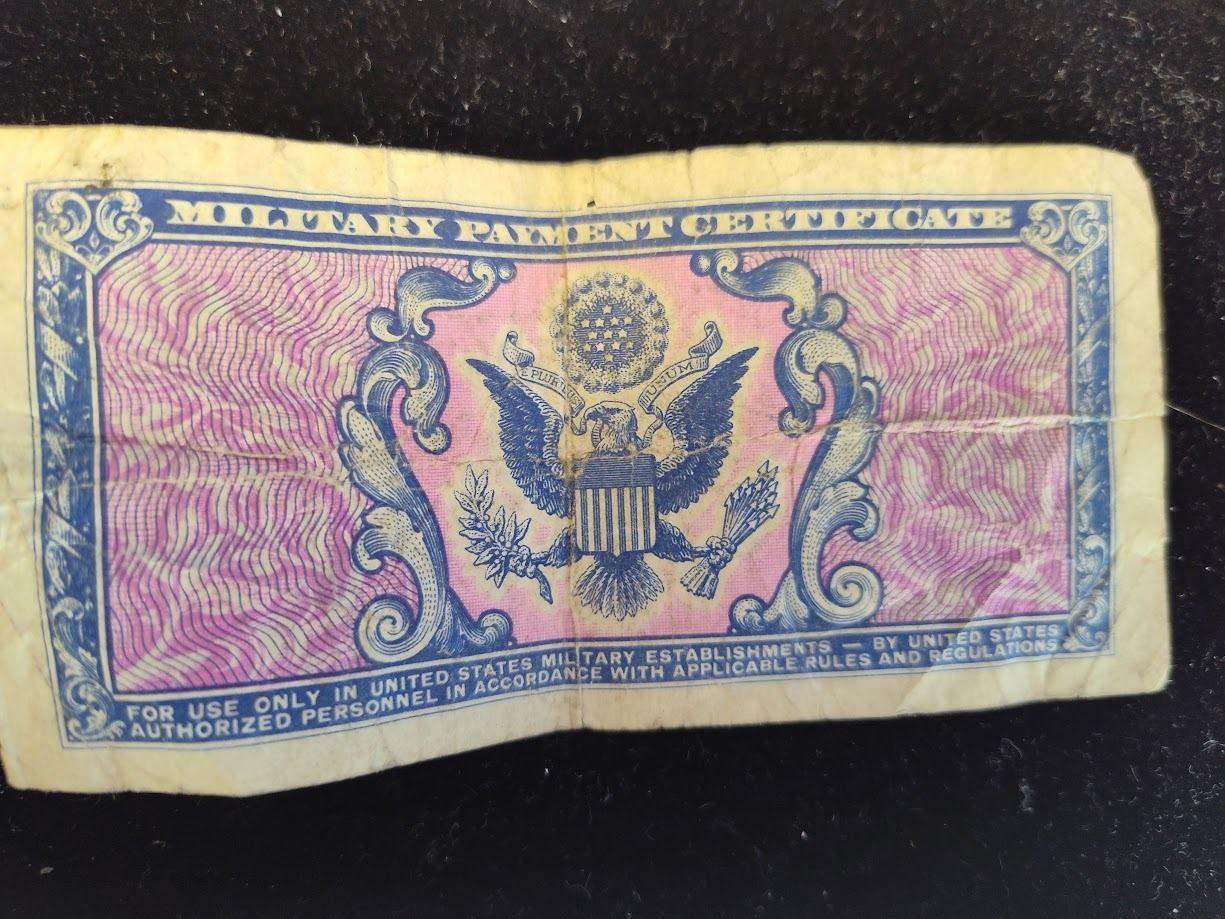 MILITARY PAYMENT CERTIFICATE
E PLURIBUS UNUM
FOR USE ONLY IN UNITED STATES MILITARY ESTABLISHMENTS — BY UNITED STATES
AUTHORIZED PERSONNEL IN ACCORDANCE WITH APPLICABLE RULES AND REGULATIONS